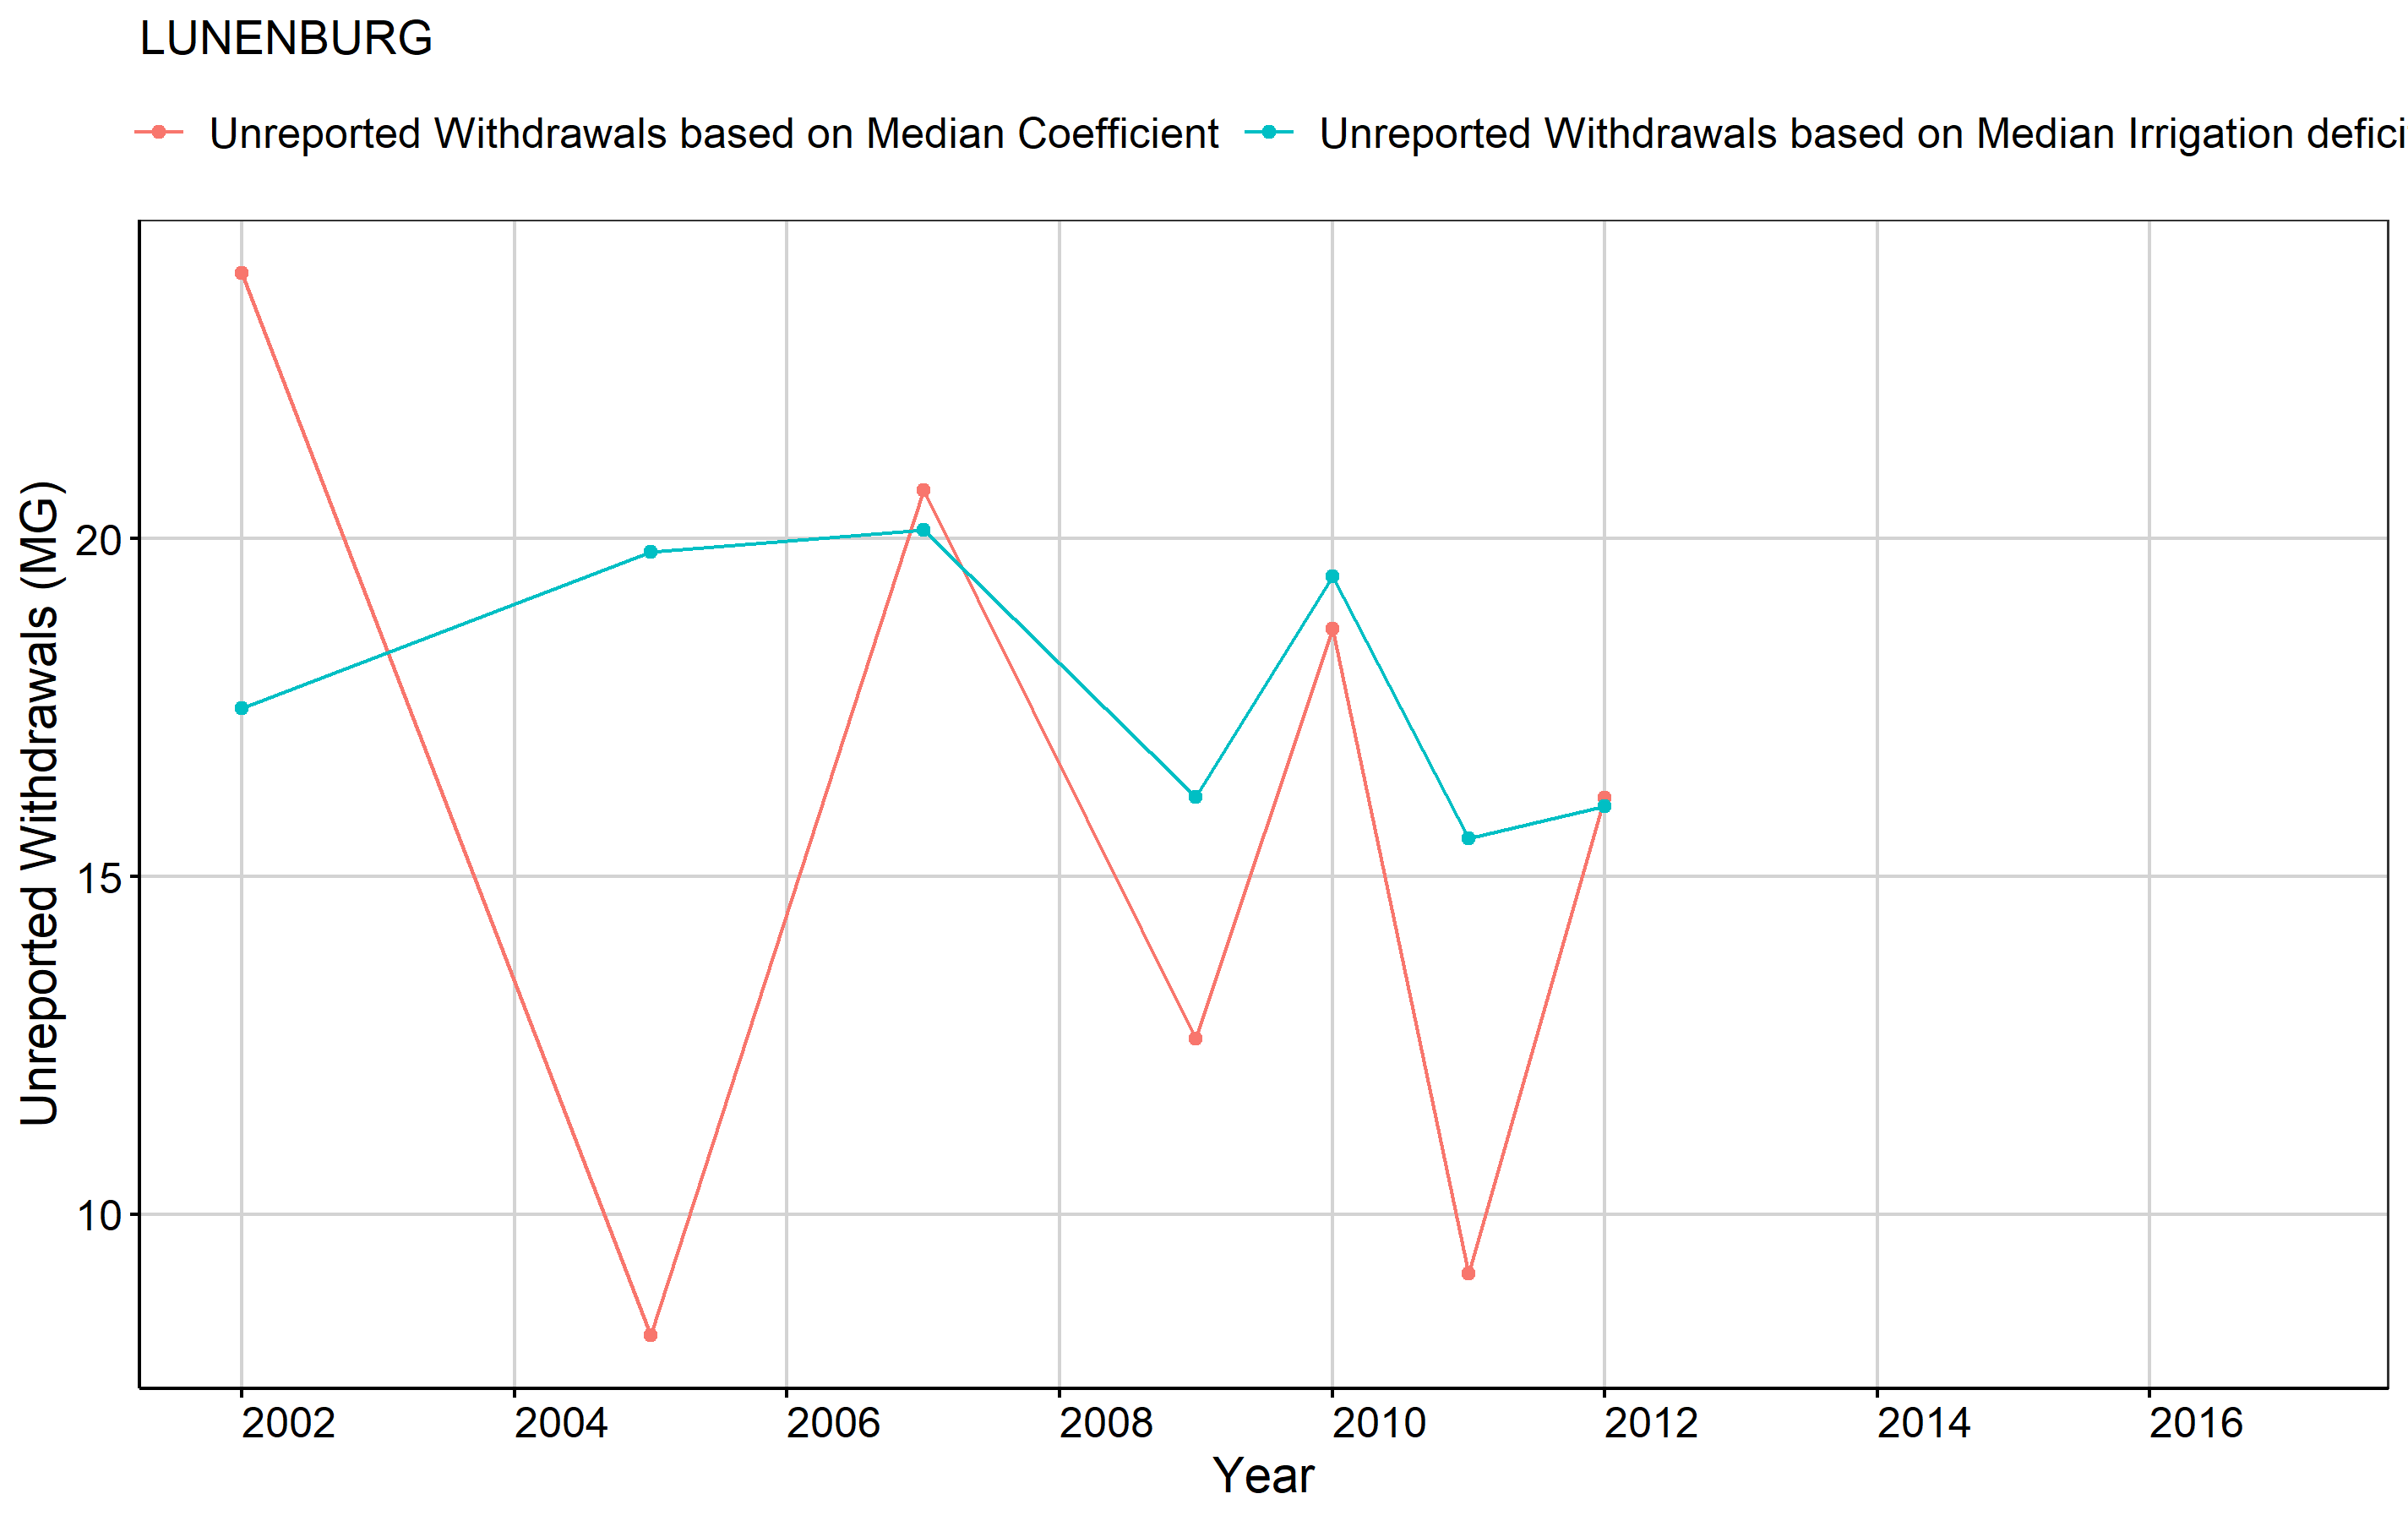 LUNENBURG
Unreported Withdrawals based on Median Coefficient Unreported Withdrawals based on Median Irrigation defici
Unreported Withdrawals (MG)
20
15
10
2002 2004 2006 2008 2010 2012 2014 2016
Year